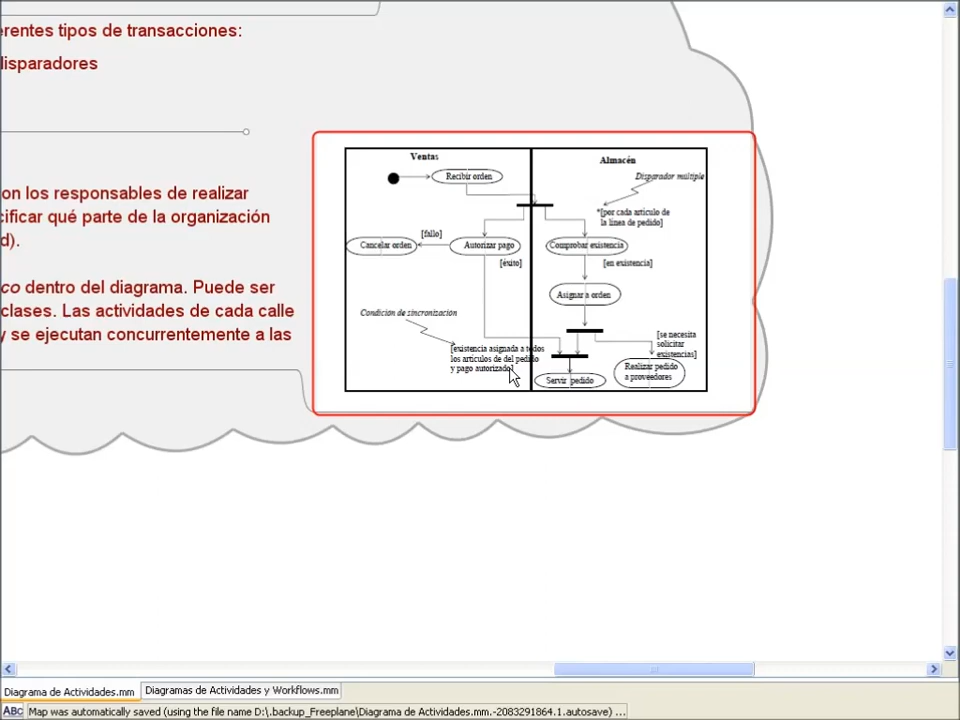 erentes tipos de transacciones:
disparadores
on los responsables de realizar
cificar qué parte de la organización
d).
co dentro del diagrama. Puede ser
clases. Las actividades de cada calle
y se ejecutan concurrentemente a las
Ventas
Almacén
Recibir orden
Disparador múltiple
*[por cada artículo de
la línea de pedido]
[fallo]
Cancelar orden
Autorizar pago
Comprobar existencia
[éxito]
[en existencia]
Asignar a orden
Condición de sincronización
[existencia asignada a todos
los artículos de del pedido
y pago autorizado]
[se necesita
solicitar
existencias]
Servir pedido
Realizar pedido
a proveedores
Diagrama de Actividades.mm
Diagramas de Actividades y Workflows.mm
ABC
Map was automatically saved (using the file name D:\.backup_Freeplane\Diagrama de Actividades.mm.-2083291864.1.autosave) ...